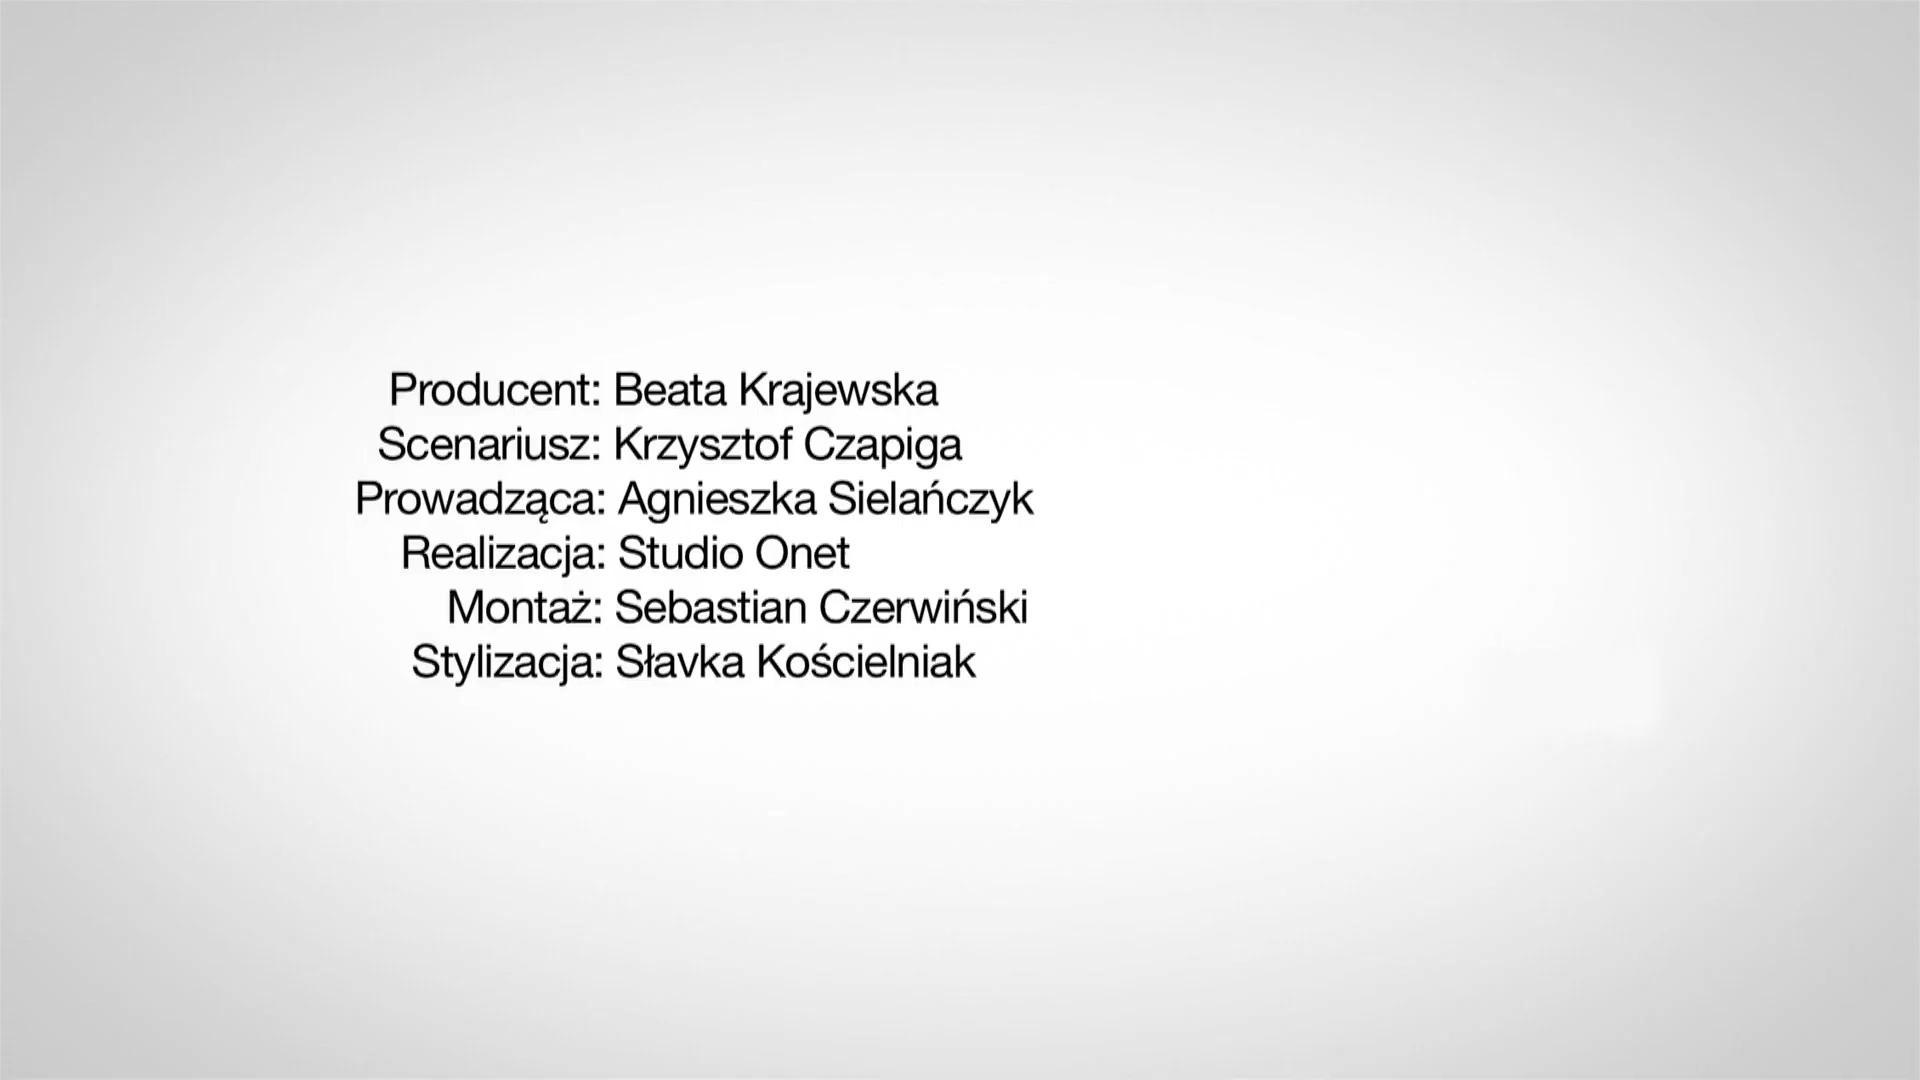 Producent: Beata Krajewska
Scenariusz: Krzysztof Czapiga
Prowadząca: Agnieszka Sielańczyk
Realizacja: Studio Onet
Montaż: Sebastian Czerwiński
Stylizacja: Sławka Kościelniak